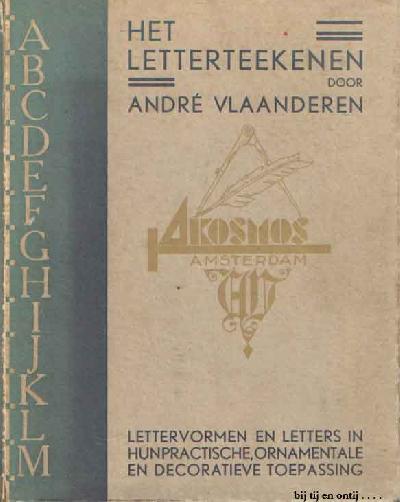 A
B
C
D
E
F
G
H
I
J
K
L
M
HET
LETTERTEEKENEN
DOOR
ANDRÉ VLAANDEREN
KOSMOS
AMSTERDAM
LETTERVORMEN EN LETTERS IN
HUNPRACTISCHE, ORNAMENTALE
EN DECORATIEVE TOEPASSING
bij tij en ontij . . . .